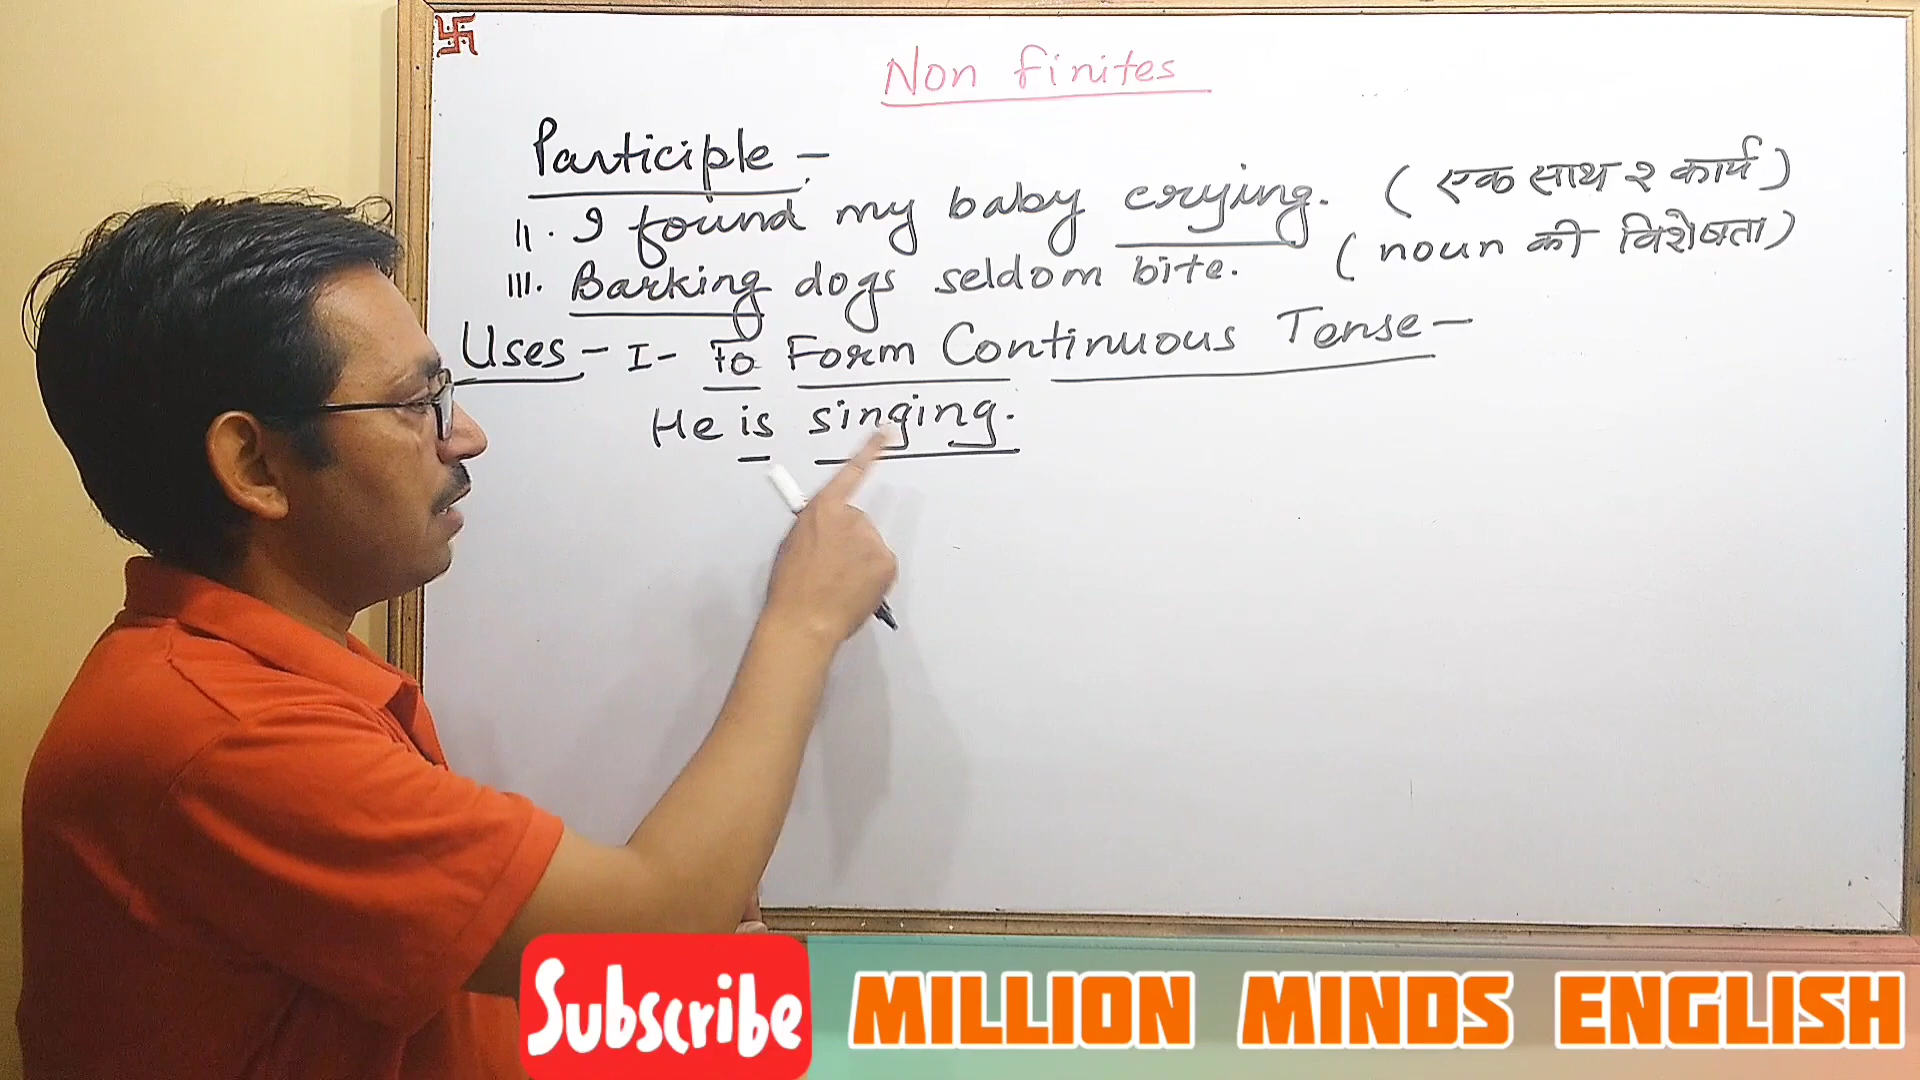 Non finites
Participle -
II. I found my baby crying. (एक साथ २ कार्य)
III. Barking dogs seldom bite. (noun की विशेषता)
Uses - I- To Form Continuous Tense -
He is singing.
Subscribe MILLION MINDS ENGLISH